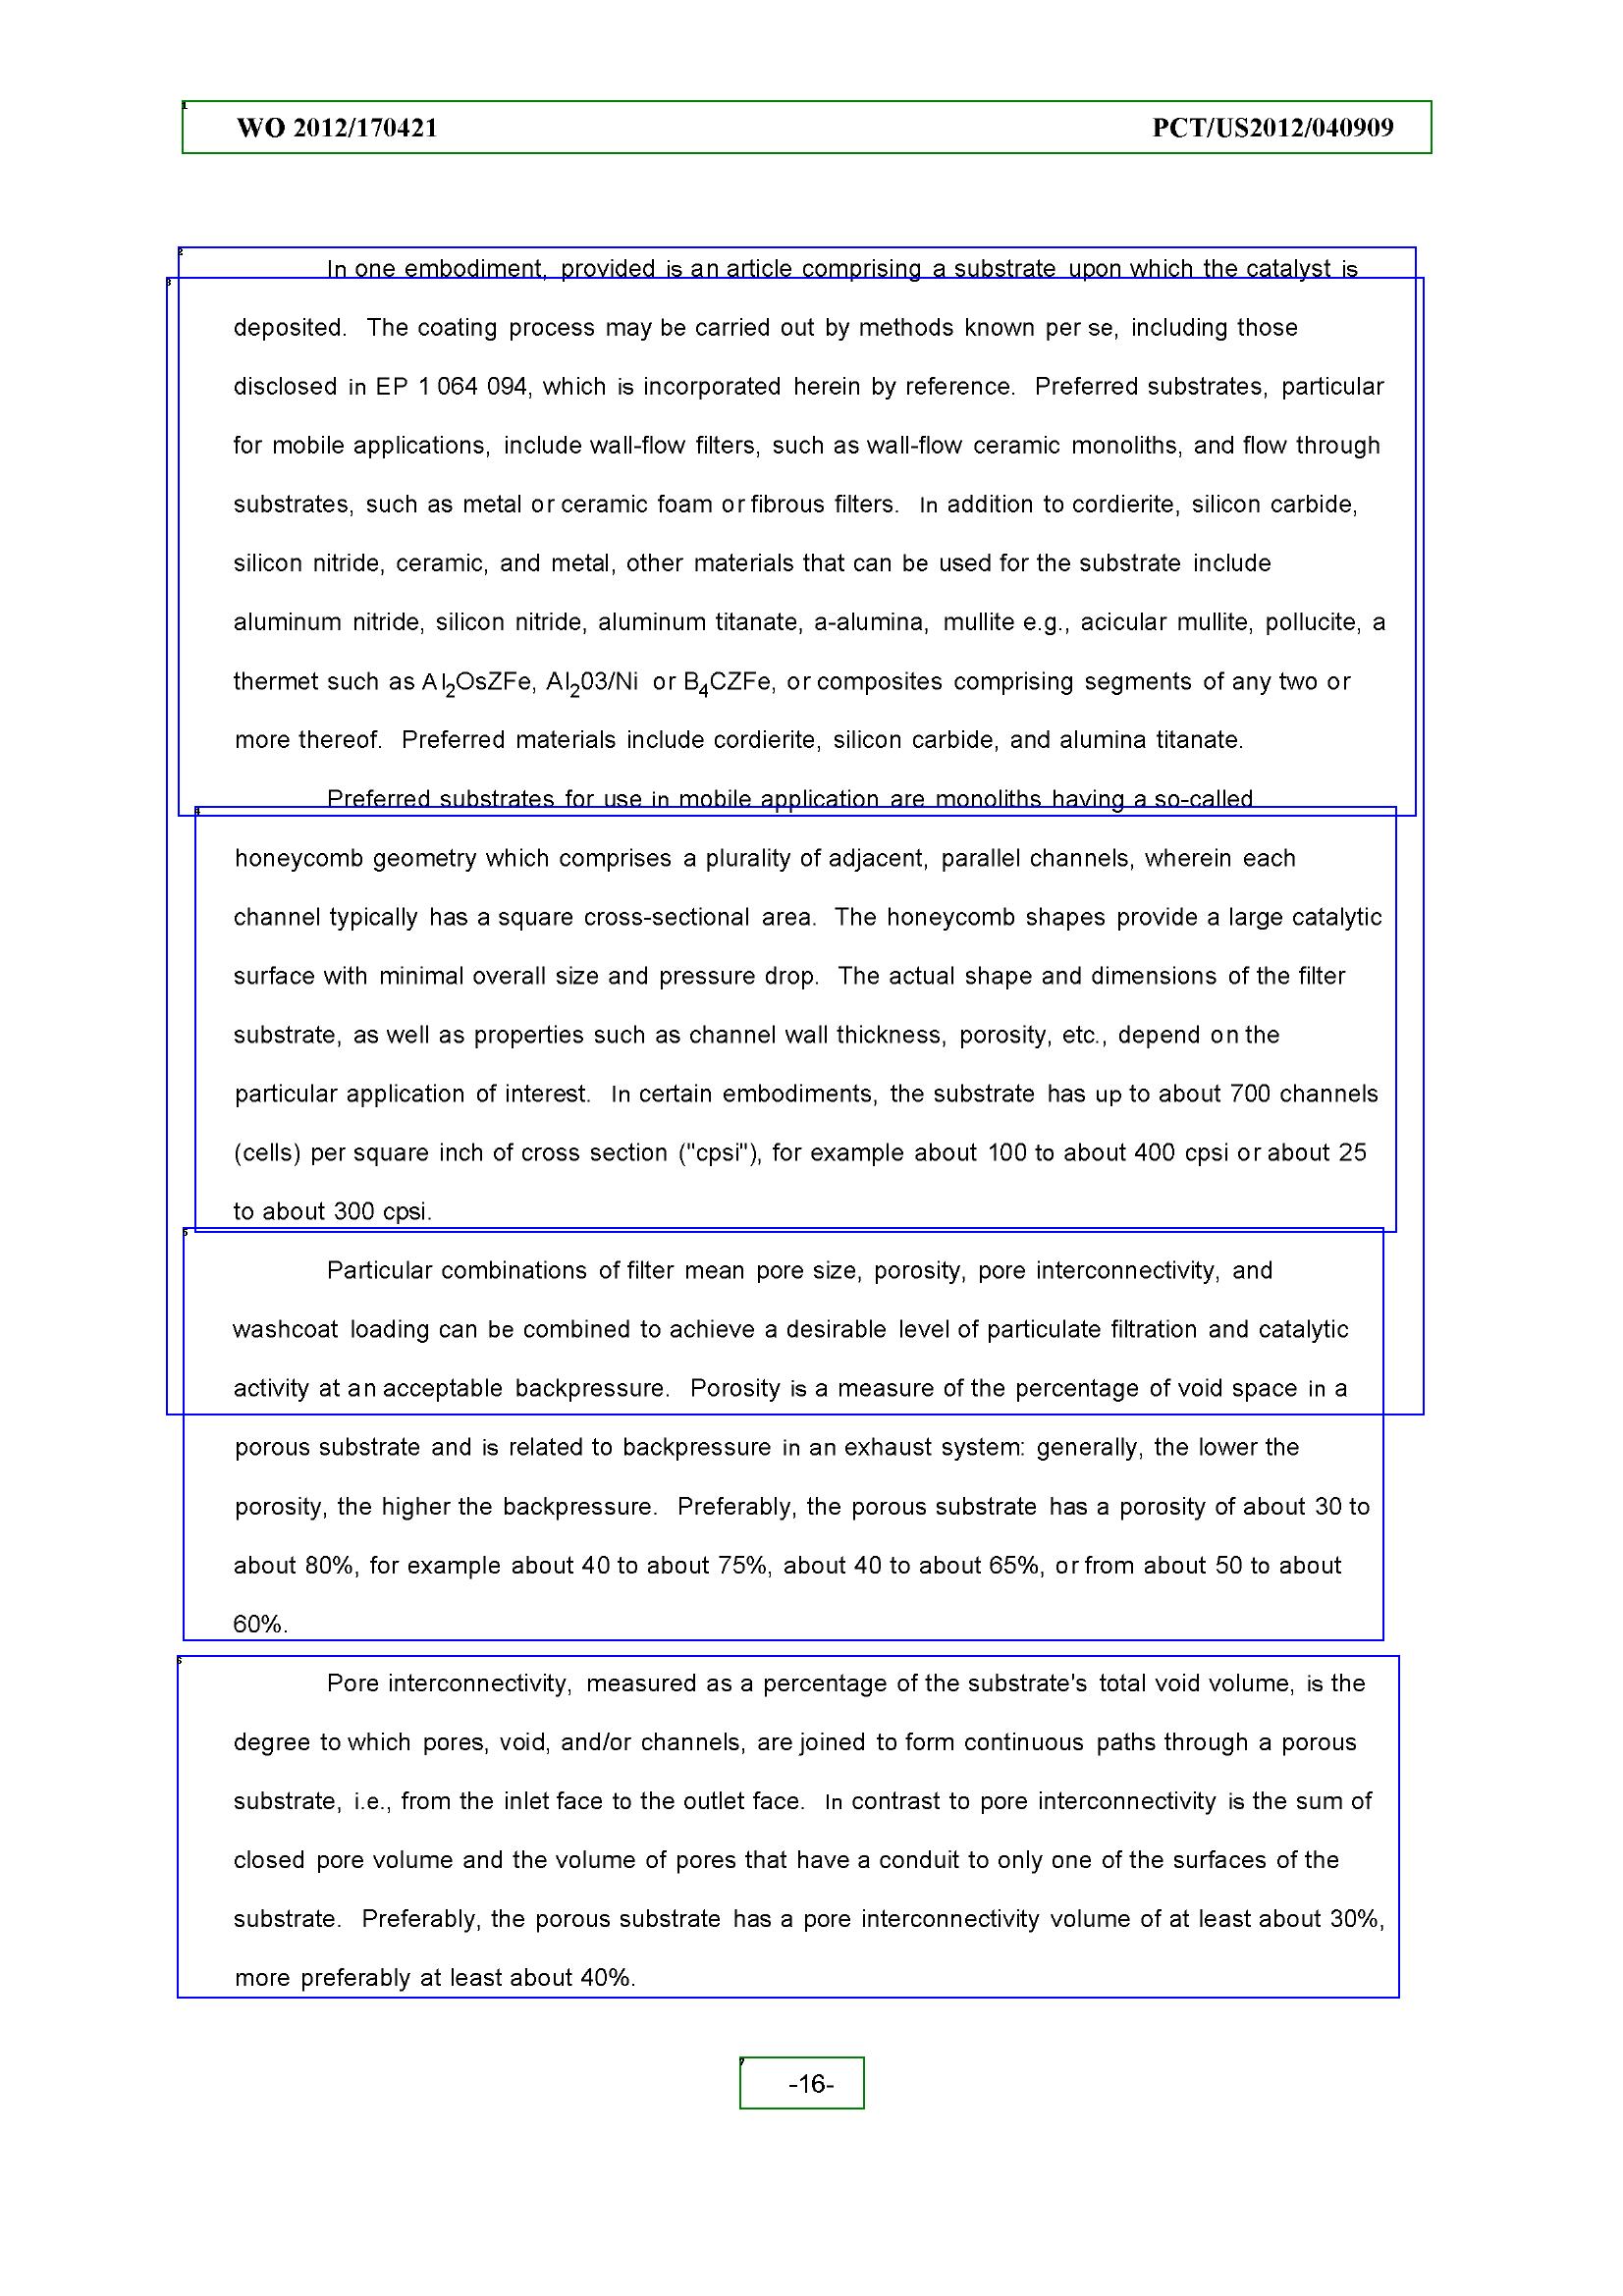 WO 2012/170421 PCT/US2012/040909
In one embodiment, provided is an article comprising a substrate upon which the catalyst is
deposited. The coating process may be carried out by methods known per se, including those
disclosed in EP 1 064 094, which is incorporated herein by reference. Preferred substrates, particular
for mobile applications, include wall-flow filters, such as wall-flow ceramic monoliths, and flow through
substrates, such as metal or ceramic foam or fibrous filters. In addition to cordierite, silicon carbide,
silicon nitride, ceramic, and metal, other materials that can be used for the substrate include
aluminum nitride, silicon nitride, aluminum titanate, a-alumina, mullite e.g., acicular mullite, pollucite, a
thermet such as Al2OsZFe, Al203/Ni or B4CZFe, or composites comprising segments of any two or
more thereof. Preferred materials include cordierite, silicon carbide, and alumina titanate.
Preferred substrates for use in mobile application are monoliths having a so-called
honeycomb geometry which comprises a plurality of adjacent, parallel channels, wherein each
channel typically has a square cross-sectional area. The honeycomb shapes provide a large catalytic
surface with minimal overall size and pressure drop. The actual shape and dimensions of the filter
substrate, as well as properties such as channel wall thickness, porosity, etc., depend on the
particular application of interest. In certain embodiments, the substrate has up to about 700 channels
(cells) per square inch of cross section ("cpsi"), for example about 100 to about 400 cpsi or about 25
to about 300 cpsi.
Particular combinations of filter mean pore size, porosity, pore interconnectivity, and
washcoat loading can be combined to achieve a desirable level of particulate filtration and catalytic
activity at an acceptable backpressure. Porosity is a measure of the percentage of void space in a
porous substrate and is related to backpressure in an exhaust system: generally, the lower the
porosity, the higher the backpressure. Preferably, the porous substrate has a porosity of about 30 to
about 80%, for example about 40 to about 75%, about 40 to about 65%, or from about 50 to about
60%.
Pore interconnectivity, measured as a percentage of the substrate's total void volume, is the
degree to which pores, void, and/or channels, are joined to form continuous paths through a porous
substrate, i.e., from the inlet face to the outlet face. In contrast to pore interconnectivity is the sum of
closed pore volume and the volume of pores that have a conduit to only one of the surfaces of the
substrate. Preferably, the porous substrate has a pore interconnectivity volume of at least about 30%,
more preferably at least about 40%.
-16-